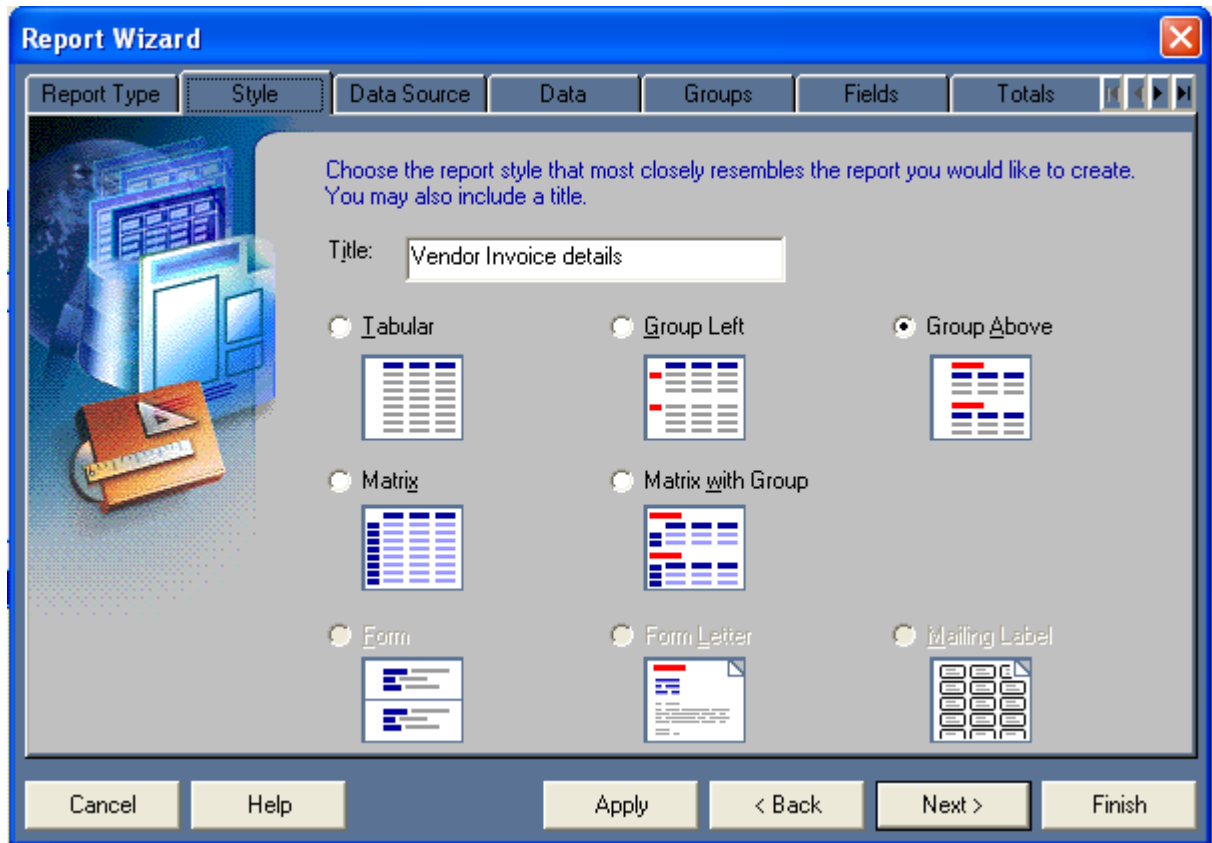 Report Wizard
Report Type Style Data Source Data Groups Fields Totals
Choose the report style that most closely resembles the report you would like to create.
You may also include a title.
Title: Vendor Invoice details
Tabular Group Left Group Above
Matrix Matrix with Group
Form Form Letter Mailing Label
Cancel Help Apply < Back Next > Finish